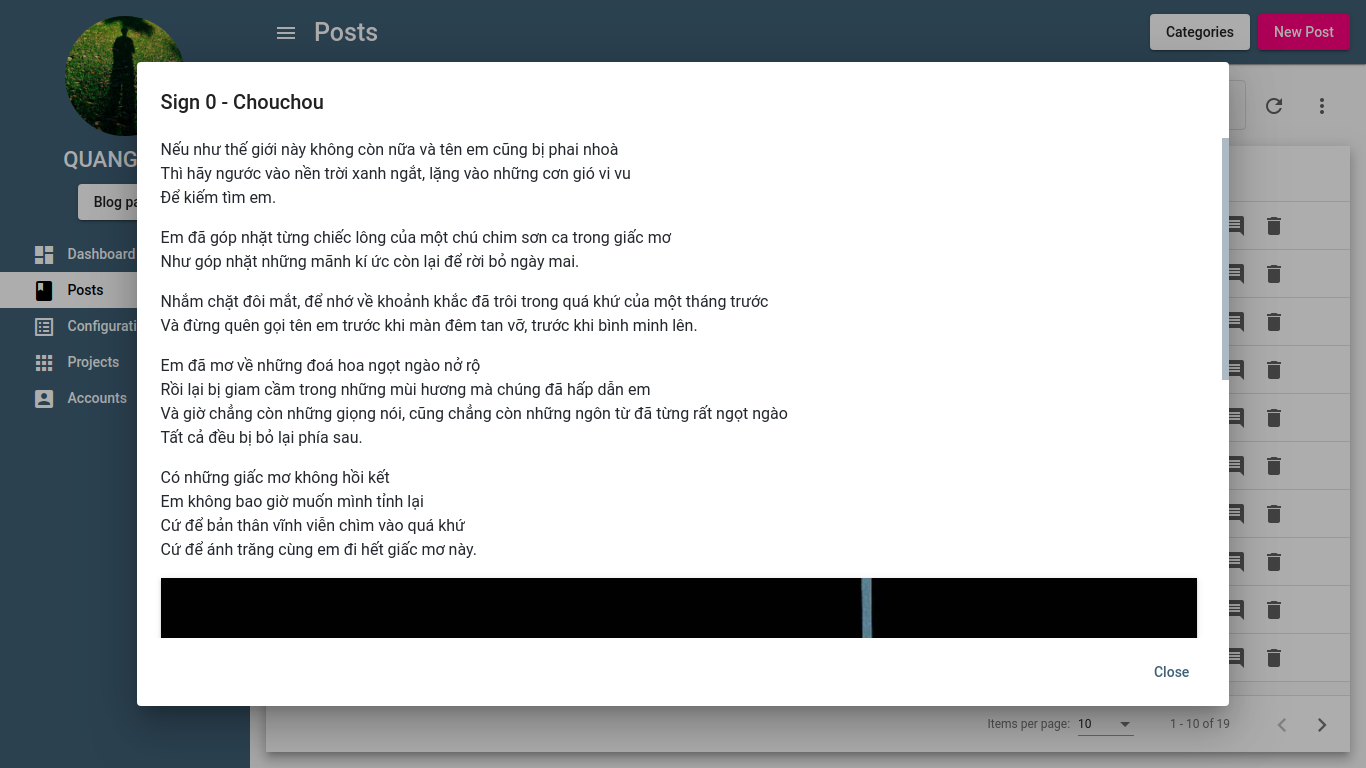 Posts
Categories
New Post
QUANG
Blog pa
Dashboard
Posts
Configurati
Projects
Accounts
Sign 0 - Chouchou
Nếu như thế giới này không còn nữa và tên em cũng bị phai nhoà
Thì hãy ngước vào nền trời xanh ngắt, lặng vào những cơn gió vi vu
Để kiếm tìm em.
Em đã góp nhặt từng chiếc lông của một chú chim sơn ca trong giấc mơ
Như góp nhặt những mãnh kí ức còn lại để rời bỏ ngày mai.
Nhắm chặt đôi mắt, để nhớ về khoảnh khắc đã trôi trong quá khứ của một tháng trước
Và đừng quên gọi tên em trước khi màn đêm tan vỡ, trước khi bình minh lên.
Em đã mơ về những đoá hoa ngọt ngào nở rộ
Rồi lại bị giam cầm trong những mùi hương mà chúng đã hấp dẫn em
Và giờ chẳng còn những giọng nói, cũng chẳng còn những ngôn từ đã từng rất ngọt ngào
Tất cả đều bị bỏ lại phía sau.
Có những giấc mơ không hồi kết
Em không bao giờ muốn mình tỉnh lại
Cứ để bản thân vĩnh viễn chìm vào quá khứ
Cứ để ánh trăng cùng em đi hết giấc mơ này.
Close
Items per page: 10
1 - 10 of 19